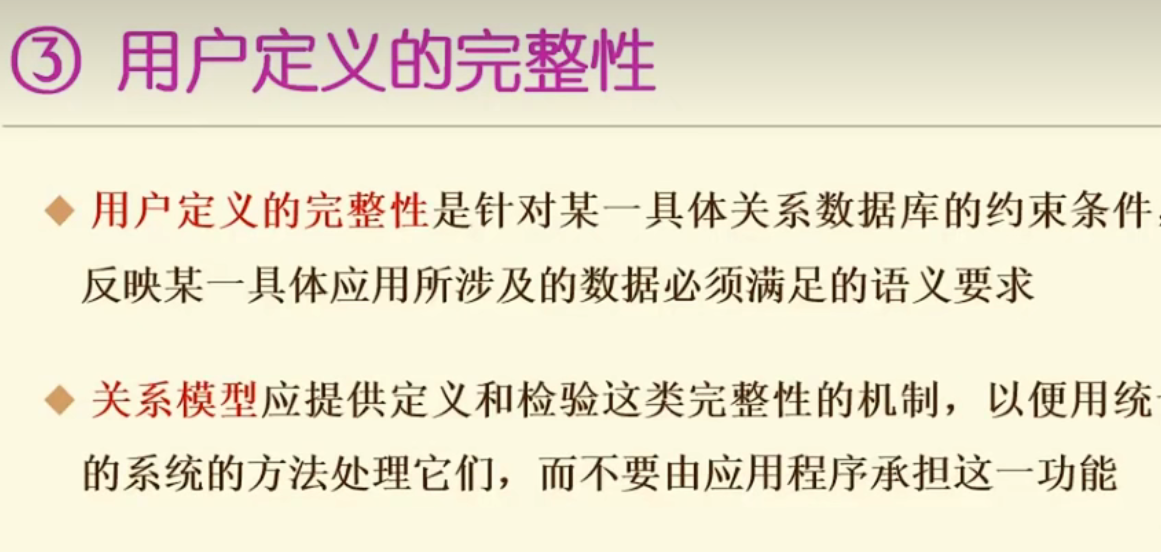 ③ 用户定义的完整性
◆ 用户定义的完整性是针对某一具体关系数据库的约束条件，
反映某一具体应用所涉及的数据必须满足的语义要求
◆ 关系模型应提供定义和检验这类完整性的机制，以便用统
的系统的方法处理它们，而不要由应用程序承担这一功能